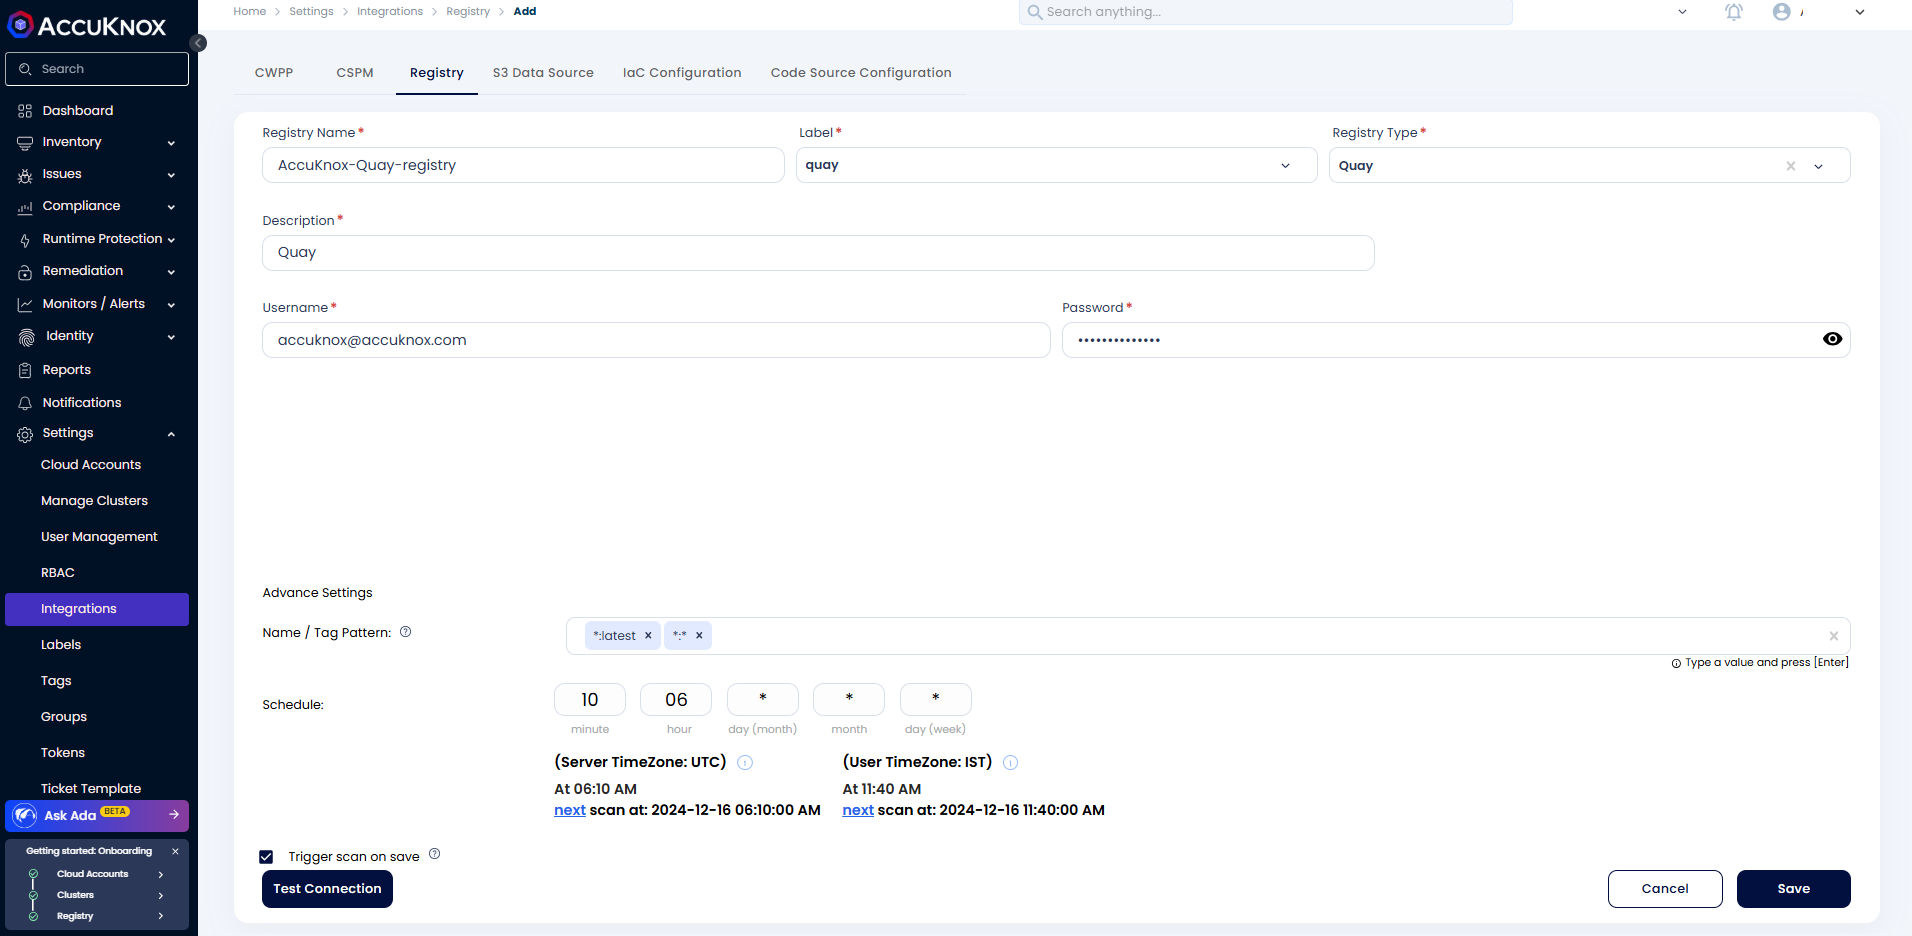 ACCUKNOX
Search
Dashboard
Inventory
Issues
Compliance
Runtime Protection
Remediation
Monitors / Alerts
Identity
Reports
Notifications
Settings
Cloud Accounts
Manage Clusters
User Management
RBAC
Integrations
Labels
Tags
Groups
Tokens
Ticket Template
Ask Ada BETA
Getting started: Onboarding
Cloud Accounts
Clusters
Registry
Home > Settings > Integrations > Registry > Add
Search anything...
CWPP CSPM Registry S3 Data Source IaC Configuration Code Source Configuration
Registry Name* Label* Registry Type*
AccuKnox-Quay-registry quay Quay
Description*
Quay
Username* Password*
accuknox@accuknox.com ••••••••••••••
Advance Settings
Name / Tag Pattern: *:latest × *:* ×
Type a value and press [Enter]
Schedule: 10 06 * * *
minute hour day (month) month day (week)
(Server TimeZone: UTC) (User TimeZone: IST)
At 06:10 AM At 11:40 AM
next scan at: 2024-12-16 06:10:00 AM next scan at: 2024-12-16 11:40:00 AM
Trigger scan on save
Test Connection Cancel Save